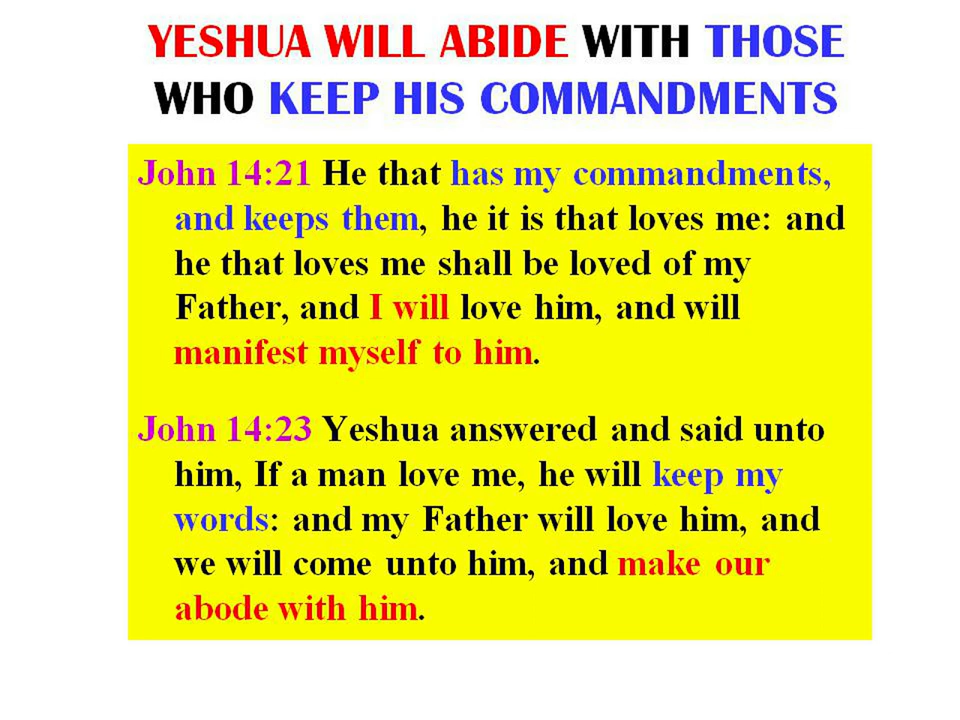 YESHUA WILL ABIDE WITH THOSE
WHO KEEP HIS COMMANDMENTS
John 14:21 He that has my commandments,
and keeps them, he it is that loves me: and
he that loves me shall be loved of my
Father, and I will love him, and will
manifest myself to him.
John 14:23 Yeshua answered and said unto
him, If a man love me, he will keep my
words: and my Father will love him, and
we will come unto him, and make our
abode with him.